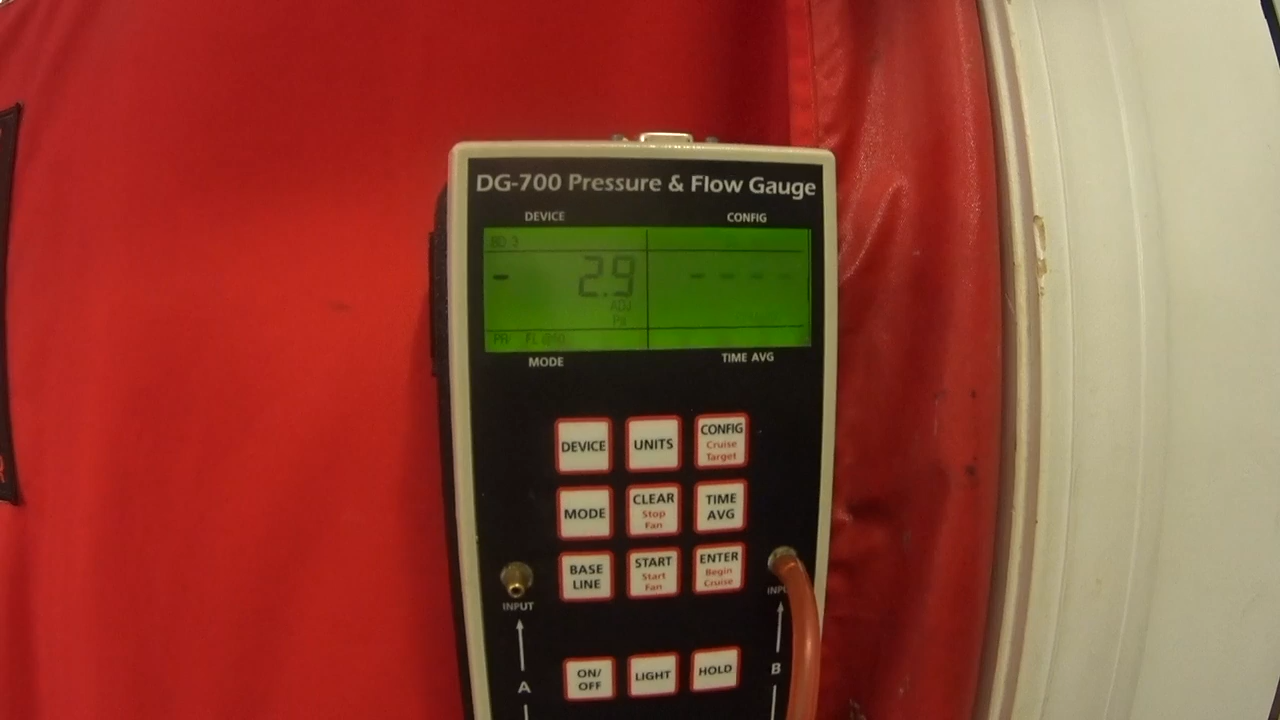 DG-700 Pressure & Flow Gauge
DEVICE CONFIG
BD 3
- 2.9 - - - -
ADJ
Pa
PR/ FL @50
MODE TIME AVG
DEVICE UNITS CONFIG
Cruise
Target
MODE CLEAR TIME
Stop AVG
Fan
BASE START ENTER
LINE Start Begin
Fan Cruise
INPUT
ON/ LIGHT HOLD
OFF
A B